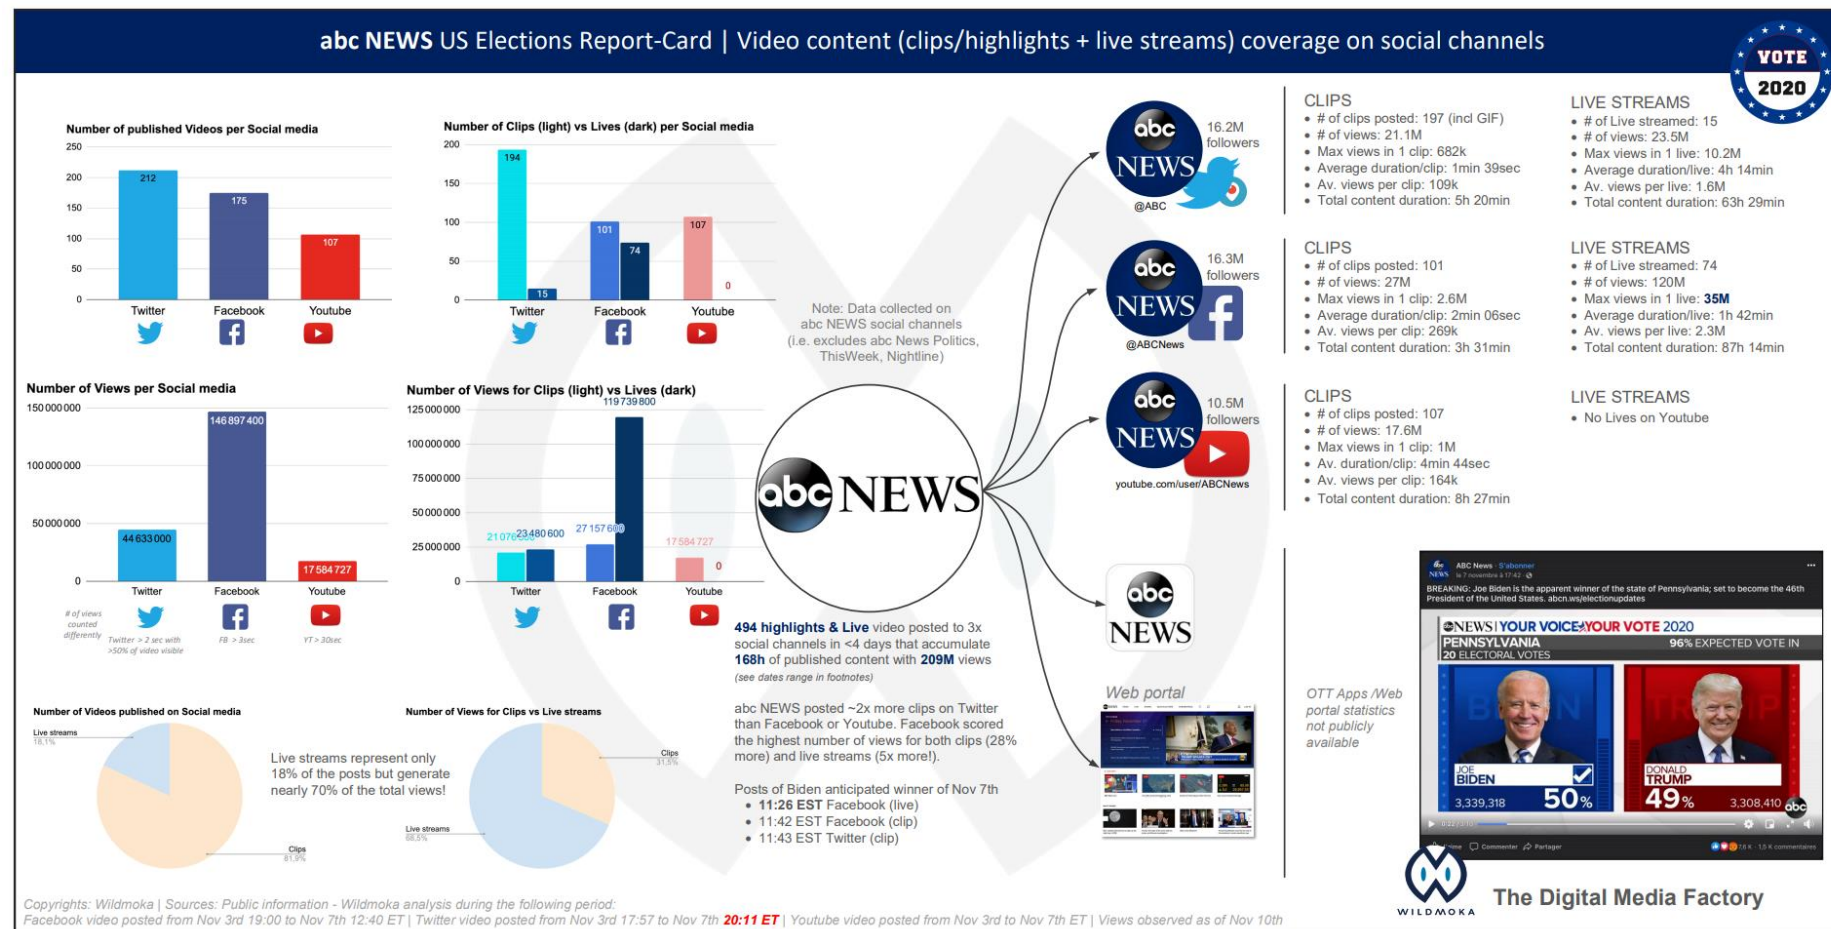 abc NEWS US Elections Report-Card | Video content (clips/highlights + live streams) coverage on social channels
VOTE
2020
Number of published Videos per Social media
250
200
150
100
50
0
212
175
107
Twitter
Facebook
Youtube
Number of Clips (light) vs Lives (dark) per Social media
200
150
100
50
0
194
15
101
74
107
0
Twitter
Facebook
Youtube
Note: Data collected on
abc NEWS social channels
(i.e. excludes abc News Politics,
ThisWeek, Nightline)
Number of Views per Social media
150 000 000
100 000 000
50 000 000
0
44 633 000
146 897 400
17 584 727
Twitter
Facebook
Youtube
# of views
counted
differently
Twitter > 2 sec with
>50% of video visible
FB > 3sec
YT > 30sec
Number of Views for Clips (light) vs Lives (dark)
125 000 000
100 000 000
75 000 000
50 000 000
25 000 000
0
23 480 600
27 157 600
119 739 800
17 584 727
0
Twitter
Facebook
Youtube
abc NEWS
494 highlights & Live video posted to 3x
social channels in <4 days that accumulate
168h of published content with 209M views
(see dates range in footnotes)
abc NEWS posted ~2x more clips on Twitter
than Facebook or Youtube. Facebook scored
the highest number of views for both clips (28%
more) and live streams (5x more!).
Posts of Biden anticipated winner of Nov 7th
• 11:26 EST Facebook (live)
• 11:42 EST Facebook (clip)
• 11:43 EST Twitter (clip)
Number of Videos published on Social media
Live streams
18,1%
Clips
81,9%
Live streams represent only
18% of the posts but generate
nearly 70% of the total views!
Number of Views for Clips vs Live streams
Clips
31,5%
Live streams
68,5%
abc
NEWS
@ABC
16.2M
followers
CLIPS
• # of clips posted: 197 (incl GIF)
• # of views: 21.1M
• Max views in 1 clip: 682k
• Average duration/clip: 1min 39sec
• Av. views per clip: 109k
• Total content duration: 5h 20min
LIVE STREAMS
• # of Live streamed: 15
• # of views: 23.5M
• Max views in 1 live: 10.2M
• Average duration/live: 4h 14min
• Av. views per live: 1.6M
• Total content duration: 63h 29min
abc
NEWS
@ABCNews
16.3M
followers
CLIPS
• # of clips posted: 101
• # of views: 27M
• Max views in 1 clip: 2.6M
• Average duration/clip: 2min 06sec
• Av. views per clip: 269k
• Total content duration: 3h 31min
LIVE STREAMS
• # of Live streamed: 74
• # of views: 120M
• Max views in 1 live: 35M
• Average duration/live: 1h 42min
• Av. views per live: 2.3M
• Total content duration: 87h 14min
abc
NEWS
youtube.com/user/ABCNews
10.5M
followers
CLIPS
• # of clips posted: 107
• # of views: 17.6M
• Max views in 1 clip: 1M
• Av. duration/clip: 4min 44sec
• Av. views per clip: 164k
• Total content duration: 8h 27min
LIVE STREAMS
• No Lives on Youtube
abc
NEWS
Web portal
OTT Apps /Web
portal statistics
not publicly
available
abc
NEWS
ABC News · S'abonner
le 7 novembre à 17:42
BREAKING: Joe Biden is the apparent winner of the state of Pennsylvania; set to become the 46th
President of the United States. abcn.ws/electionupdates
abc NEWS | YOUR VOICE YOUR VOTE 2020
PENNSYLVANIA
20 ELECTORAL VOTES
96% EXPECTED VOTE IN
JOE
BIDEN
3,339,318
50%
DONALD
TRUMP
49%
3,308,410
abc
Commenter
Partager
commentaires
WILDMOKA
The Digital Media Factory
Copyrights: Wildmoka | Sources: Public information - Wildmoka analysis during the following period:
Facebook video posted from Nov 3rd 19:00 to Nov 7th 12:40 ET | Twitter video posted from Nov 3rd 17:57 to Nov 7th 20:11 ET | Youtube video posted from Nov 3rd to Nov 7th ET | Views observed as of Nov 10th